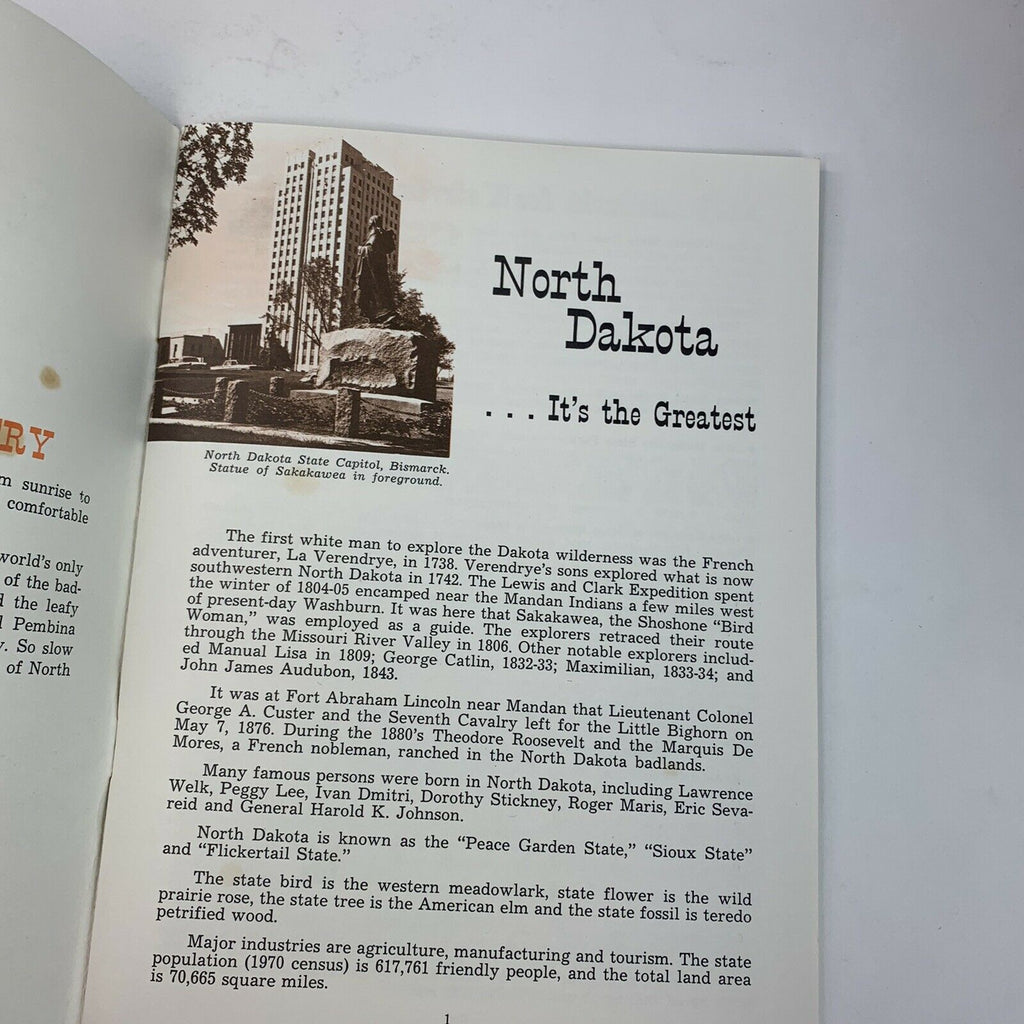 RY
m sunrise to
comfortable
world's only
of the bad-
d the leafy
l Pembina
y. So slow
of North
North Dakota State Capitol, Bismarck.
Statue of Sakakawea in foreground.
North
Dakota
. . . It's the Greatest
The first white man to explore the Dakota wilderness was the French
adventurer, La Verendrye, in 1738. Verendrye's sons explored what is now
southwestern North Dakota in 1742. The Lewis and Clark Expedition spent
the winter of 1804-05 encamped near the Mandan Indians a few miles west
of present-day Washburn. It was here that Sakakawea, the Shoshone “Bird
Woman,” was employed as a guide. The explorers retraced their route
through the Missouri River Valley in 1806. Other notable explorers includ-
ed Manual Lisa in 1809; George Catlin, 1832-33; Maximilian, 1833-34; and
John James Audubon, 1843.
It was at Fort Abraham Lincoln near Mandan that Lieutenant Colonel
George A. Custer and the Seventh Cavalry left for the Little Bighorn on
May 7, 1876. During the 1880's Theodore Roosevelt and the Marquis De
Mores, a French nobleman, ranched in the North Dakota badlands.
Many famous persons were born in North Dakota, including Lawrence
Welk, Peggy Lee, Ivan Dmitri, Dorothy Stickney, Roger Maris, Eric Seva-
reid and General Harold K. Johnson.
North Dakota is known as the “Peace Garden State,” “Sioux State”
and “Flickertail State.”
The state bird is the western meadowlark, state flower is the wild
prairie rose, the state tree is the American elm and the state fossil is teredo
petrified wood.
Major industries are agriculture, manufacturing and tourism. The state
population (1970 census) is 617,761 friendly people, and the total land area
is 70,665 square miles.
1